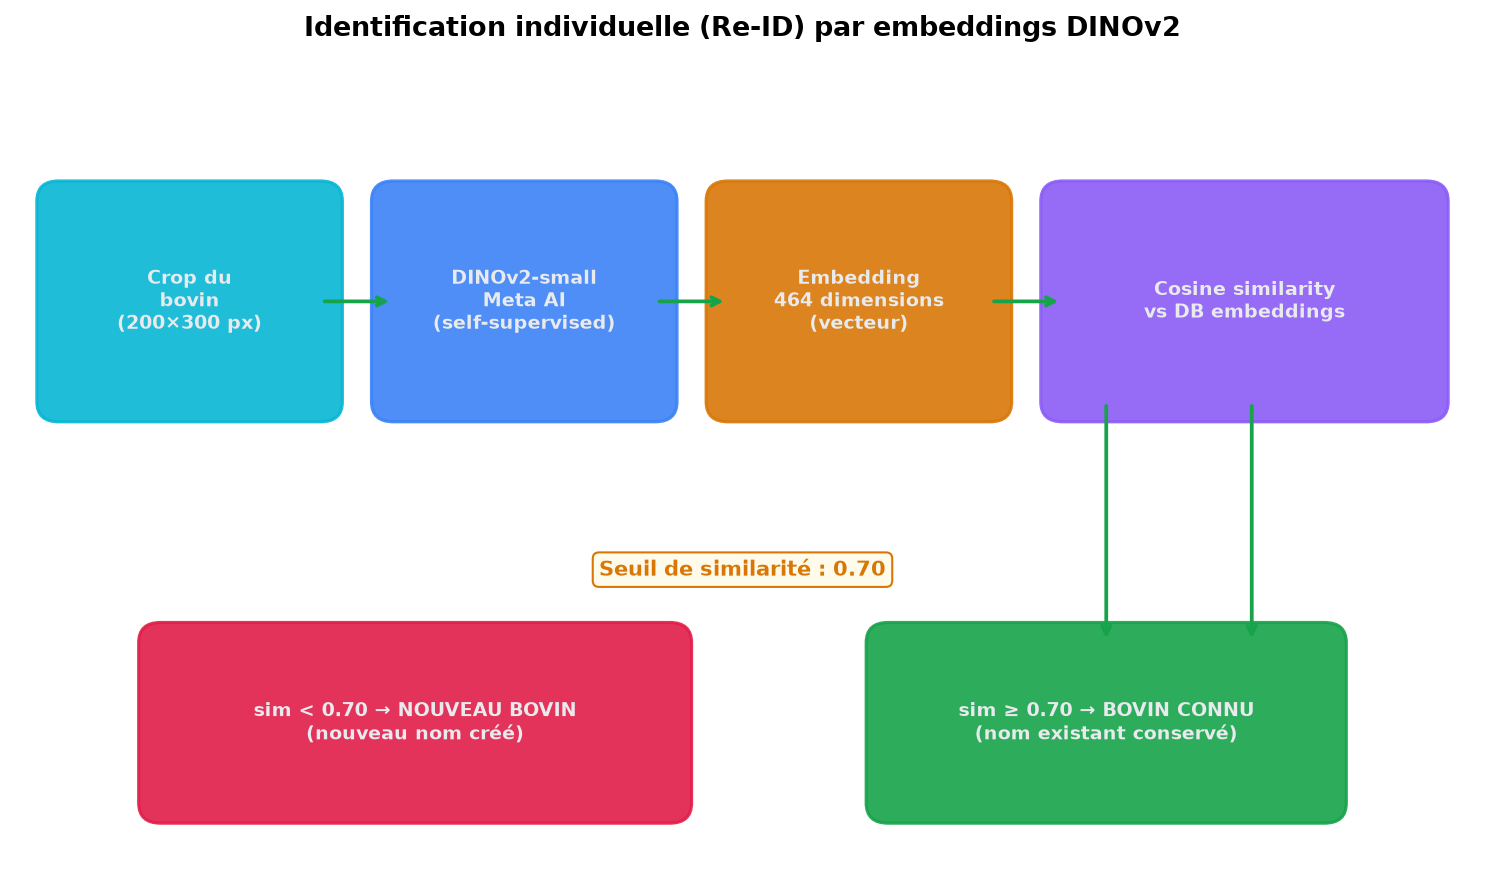 Identification individuelle (Re-ID) par embeddings DINOv2
Crop du
bovin
(200×300 px)
DINOv2-small
Meta AI
(self-supervised)
Embedding
464 dimensions
(vecteur)
Cosine similarity
vs DB embeddings
Seuil de similarité : 0.70
sim < 0.70 → NOUVEAU BOVIN
(nouveau nom créé)
sim ≥ 0.70 → BOVIN CONNU
(nom existant conservé)